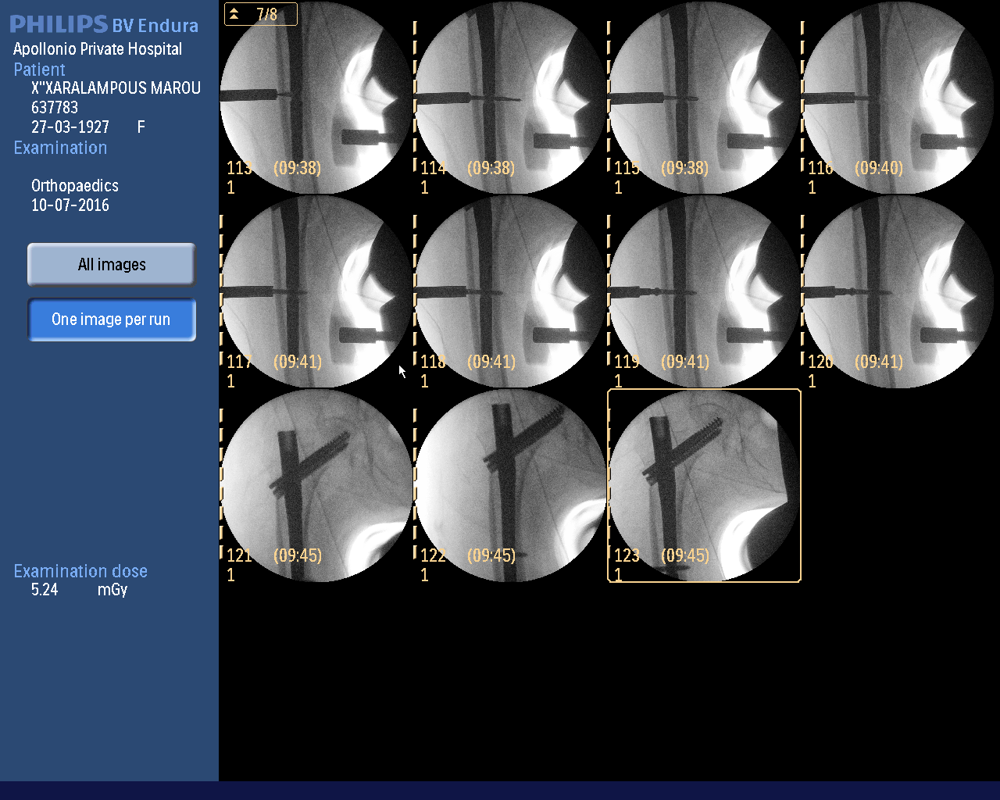 PHILIPS BV Endura
Apollonio Private Hospital
Patient
X"XARALAMPOUS MAROU
637783
27-03-1927 F
Examination
Orthopaedics
10-07-2016
All images
One image per run
Examination dose
5.24 mGy
7/8
113 (09:38)
1
114 (09:38)
1
115 (09:38)
1
116 (09:40)
1
117 (09:41)
1
118 (09:41)
1
119 (09:41)
1
120 (09:41)
1
121 (09:45)
1
122 (09:45)
1
123 (09:45)
1